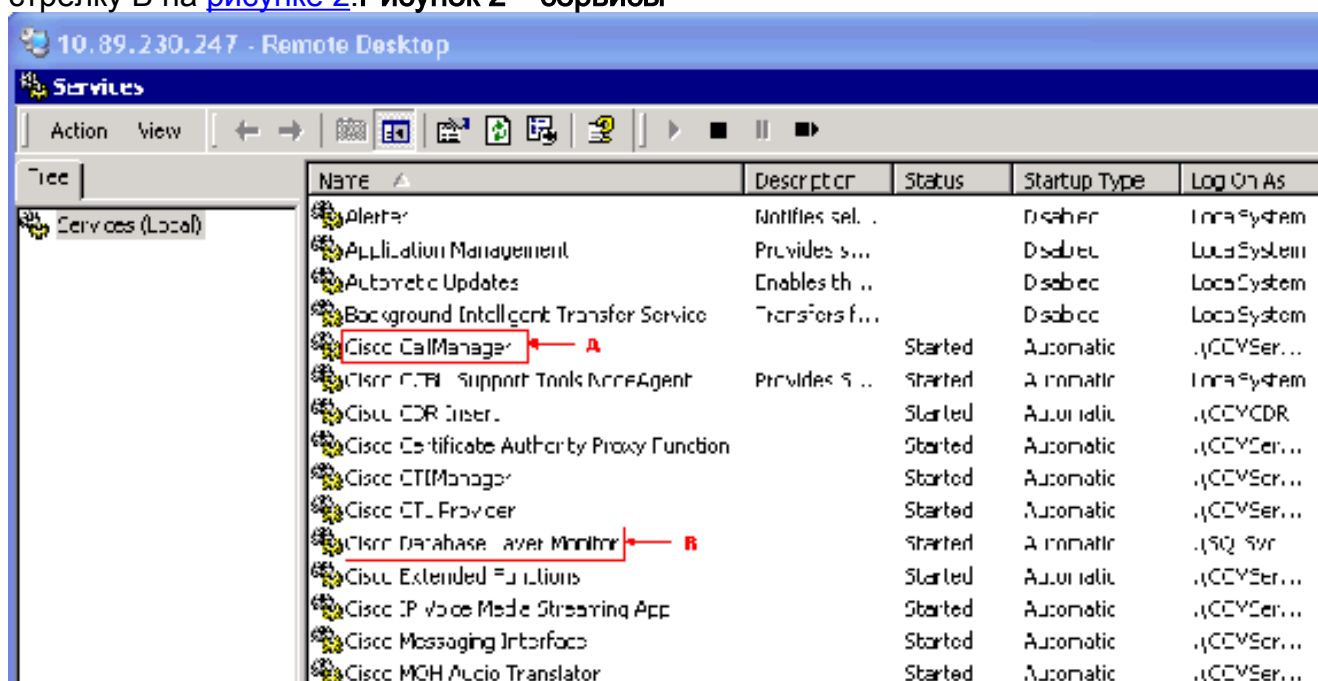 стрелку B на рисунке 2.Рисунок 2 – сервисы
10.89.230.247 - Remote Desktop
Services
Action View
Tree
Name Description Status Startup Type Log On As
Services (Local)
Alerter Notifies sel... Disabled LocalSystem
Application Management Provides s... Disabled LocalSystem
Automatic Updates Enables th... Disabled LocalSystem
Background Intelligent Transfer Service Transfers f... Disabled LocalSystem
Cisco CallManager A Started Automatic .\CCMSer...
Cisco Support Tools NodeAgent Provides S... Started Automatic LocalSystem
Cisco CDR Insert Started Automatic .\CCMCDR
Cisco Certificate Authority Proxy Function Started Automatic .\CCMSer...
Cisco CTIManager Started Automatic .\CCMSer...
Cisco CTL Provider Started Automatic .\CCMSer...
Cisco Database Layer Monitor B Started Automatic .\SQLSvc
Cisco Extended Functions Started Automatic .\CCMSer...
Cisco IP Voice Media Streaming App Started Automatic .\CCMSer...
Cisco Messaging Interface Started Automatic .\CCMSer...
Cisco MOH Audio Translator Started Automatic .\CCMSer...